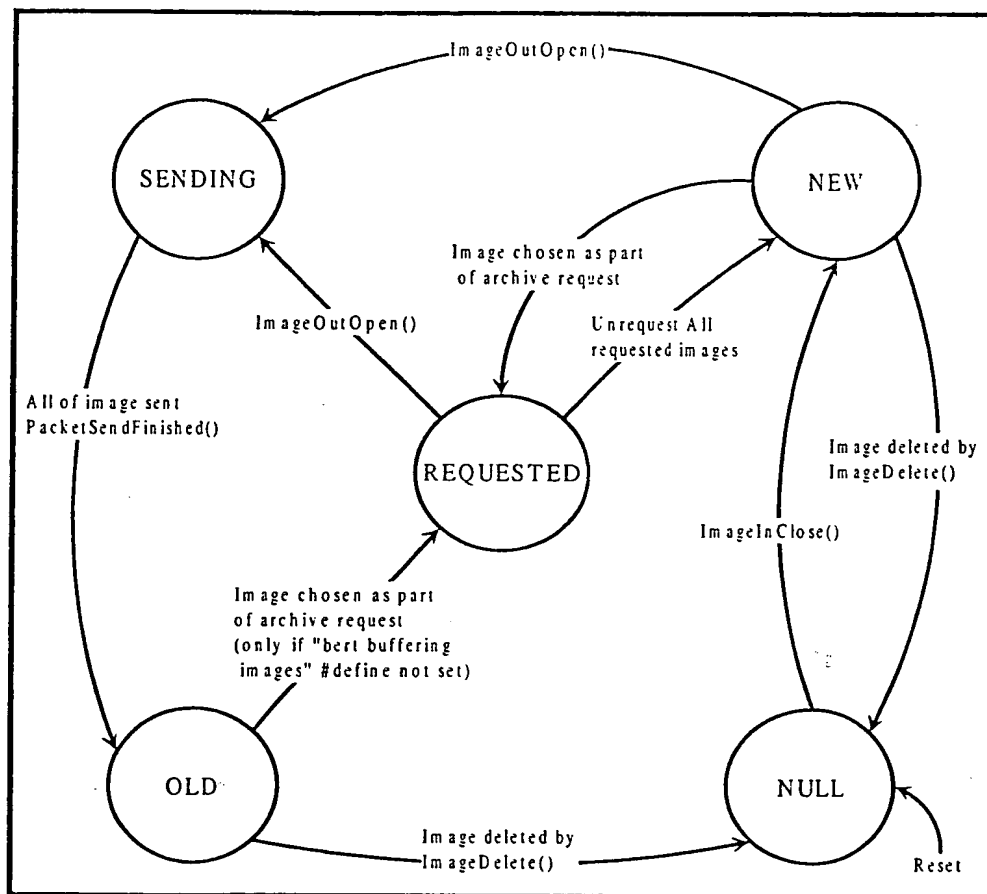 ImageOutOpen()
SENDING
NEW
Image chosen as part
of archive request
ImageOutOpen()
Unrequest All
requested images
All of image sent
PacketSendFinished()
REQUESTED
Image deleted by
ImageDelete()
ImageInClose()
Image chosen as part
of archive request
(only if "bert buffering
images" #define not set)
OLD
NULL
Image deleted by
ImageDelete()
Reset